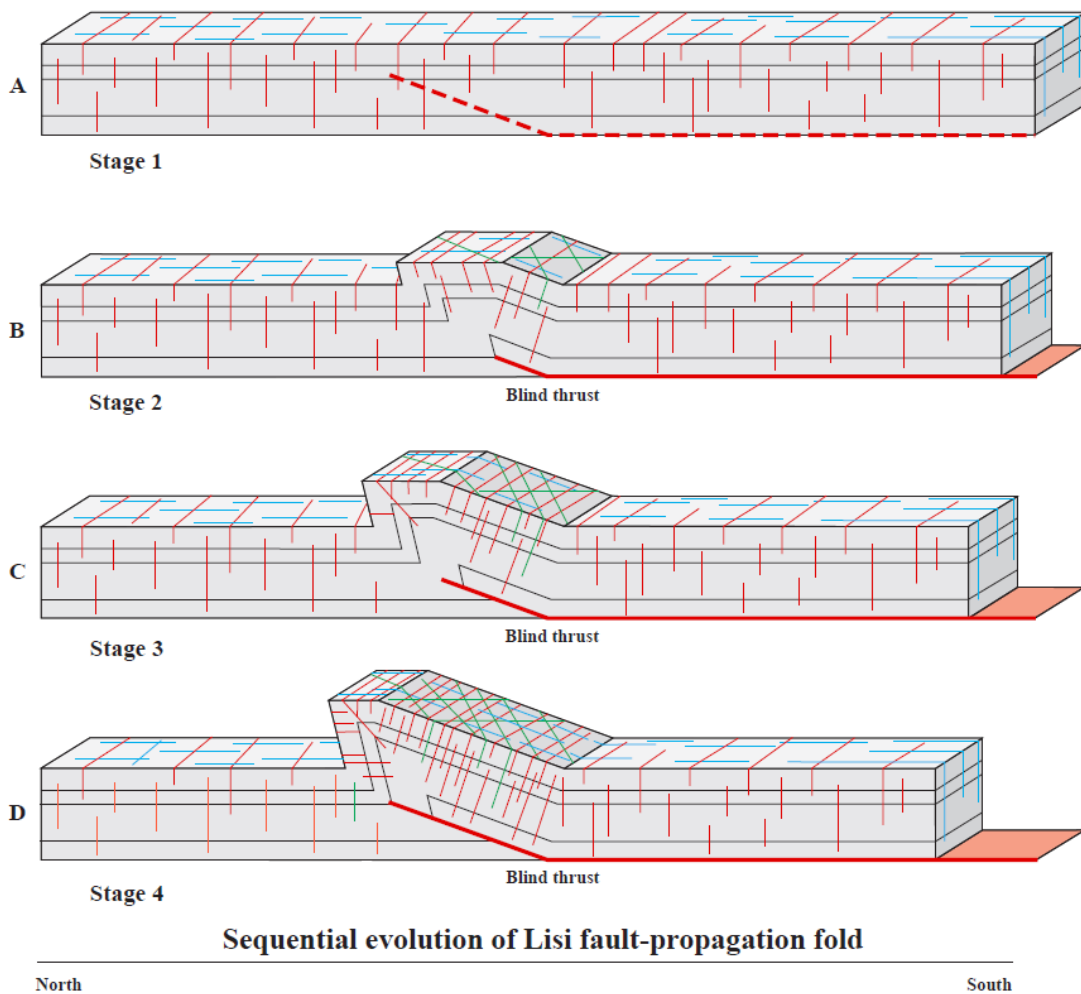 A
Stage 1
B
Blind thrust
Stage 2
C
Blind thrust
Stage 3
D
Blind thrust
Stage 4
Sequential evolution of Lisi fault-propagation fold
North South